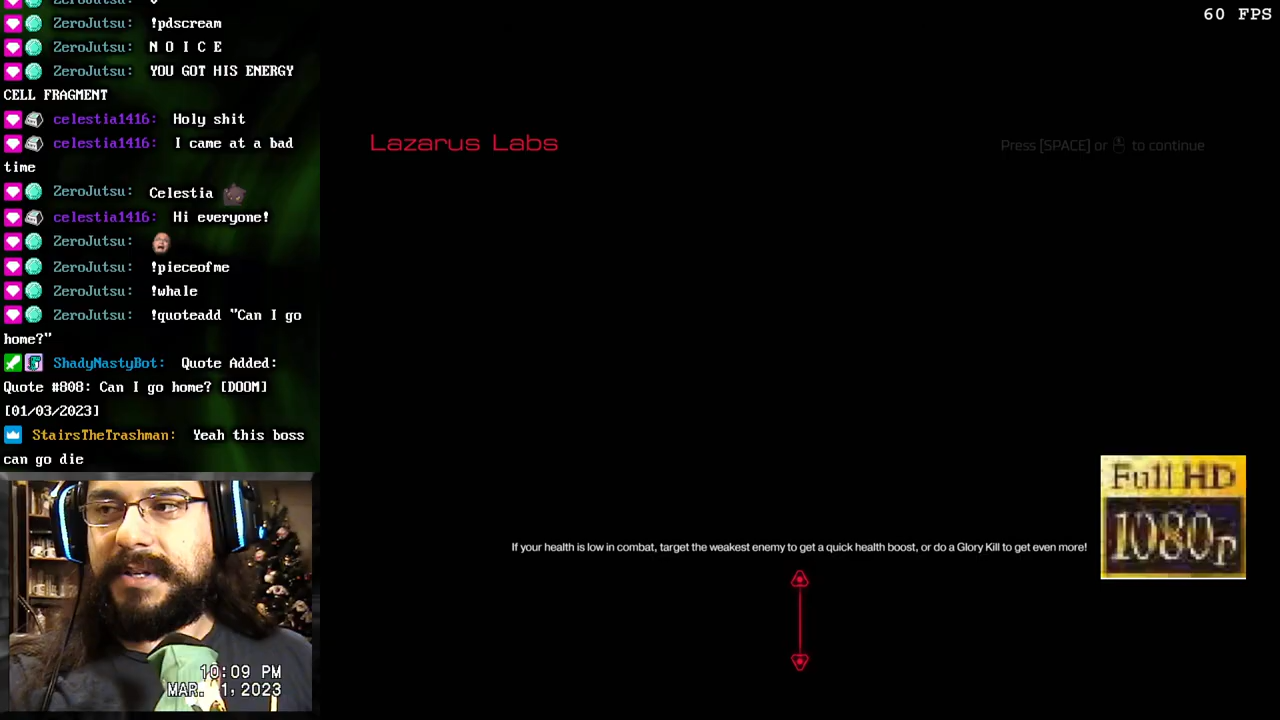 ZeroJutsu: !pdscream
ZeroJutsu: N O I C E
ZeroJutsu: YOU GOT HIS ENERGY
CELL FRAGMENT
celestia1416: Holy shit
celestia1416: I came at a bad
time
ZeroJutsu: Celestia
celestia1416: Hi everyone!
ZeroJutsu:
ZeroJutsu: !pieceofme
ZeroJutsu: !whale
ZeroJutsu: !quoteadd "Can I go
home?"
ShadyNastyBot: Quote Added:
Quote #808: Can I go home? [DOOM]
[01/03/2023]
StairsTheTrashman: Yeah this boss
can go die
10:09 PM
MAR. 1, 2023
60 FPS
Lazarus Labs
Press [SPACE] or to continue
Full HD
1080p
If your health is low in combat, target the weakest enemy to get a quick health boost, or do a Glory Kill to get even more!